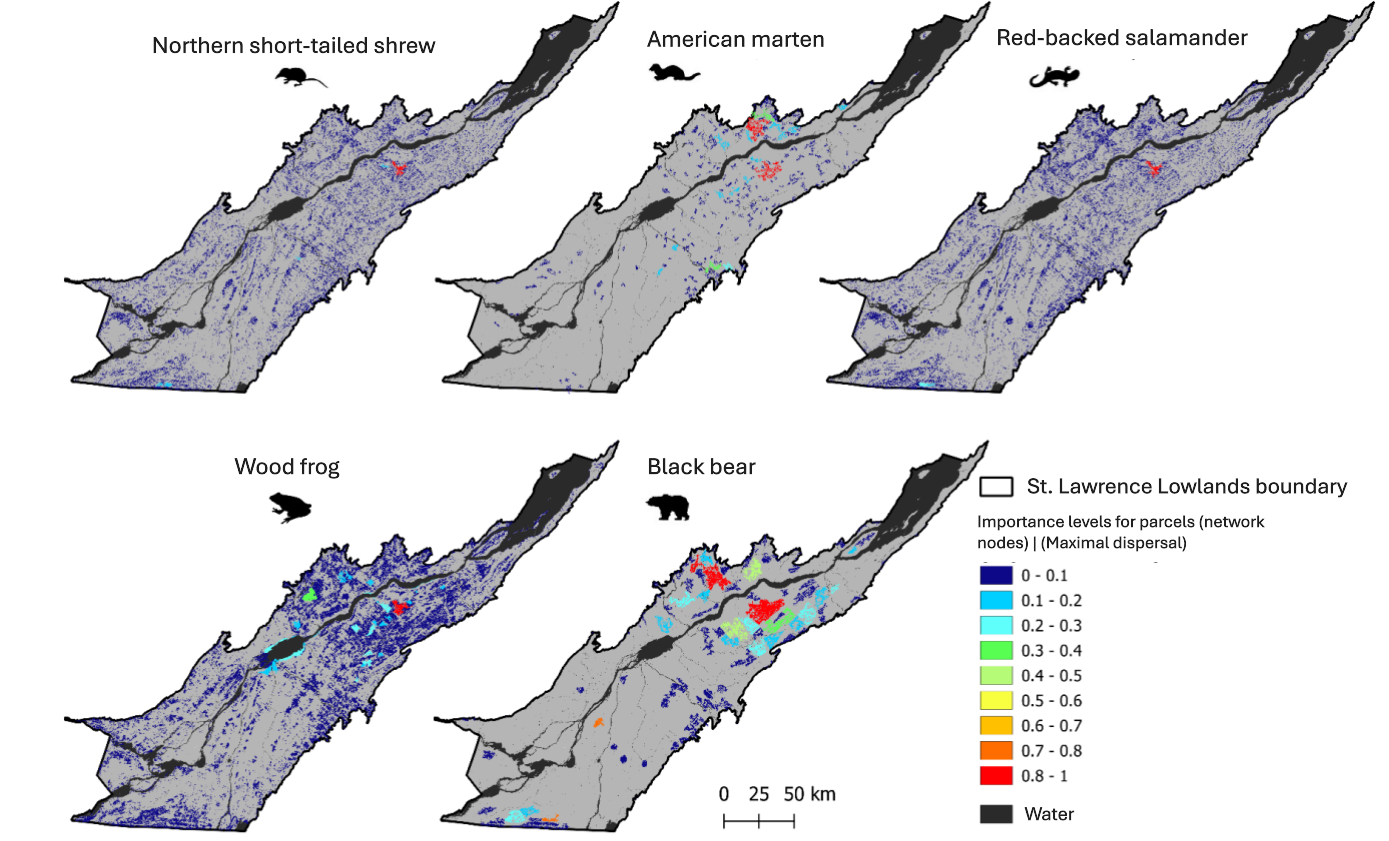 Northern short-tailed shrew
American marten
Red-backed salamander
Wood frog
Black bear
St. Lawrence Lowlands boundary
Importance levels for parcels (network
nodes) | (Maximal dispersal)
0 - 0.1
0.1 - 0.2
0.2 - 0.3
0.3 - 0.4
0.4 - 0.5
0.5 - 0.6
0.6 - 0.7
0.7 - 0.8
0.8 - 1
Water
0 25 50 km